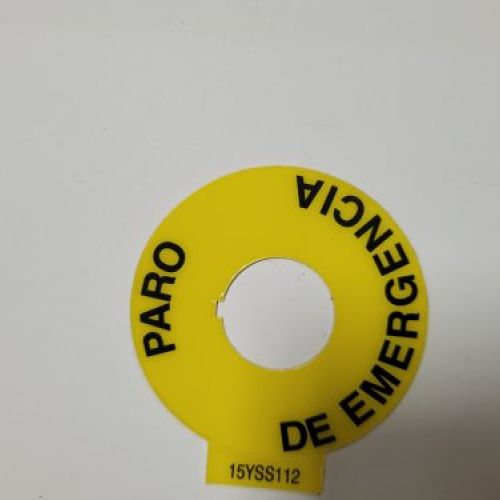 PARO
DE EMERGENCIA
15YSS112